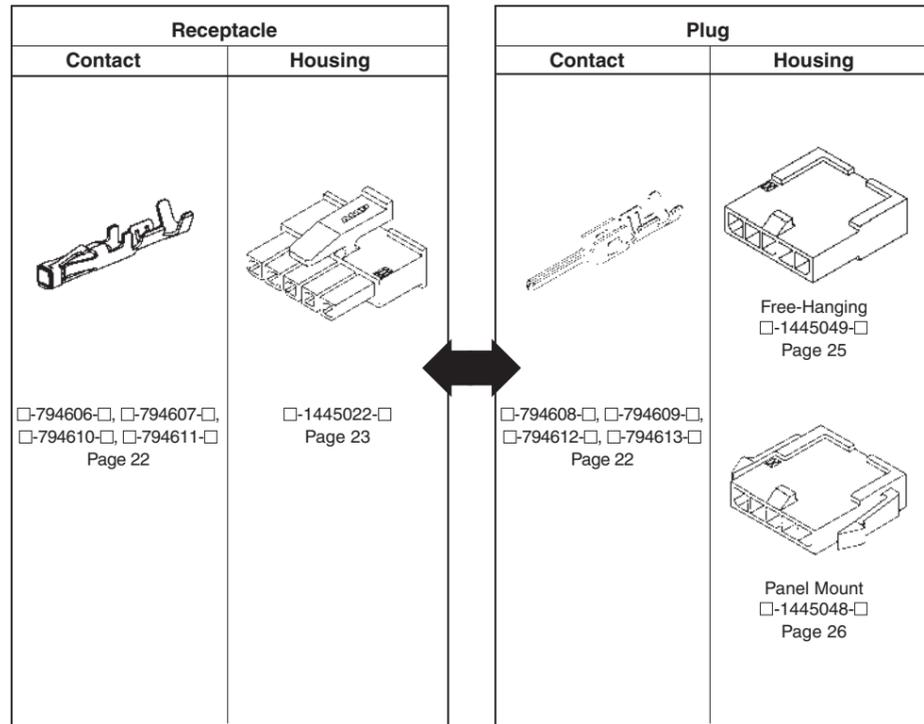 Receptacle
Contact
Housing
□-794606-□, □-794607-□,
□-794610-□, □-794611-□
Page 22
AMP
□-1445022-□
Page 23
Plug
Contact
Housing
□-794608-□, □-794609-□,
□-794612-□, □-794613-□
Page 22
Free-Hanging
□-1445049-□
Page 25
Panel Mount
□-1445048-□
Page 26